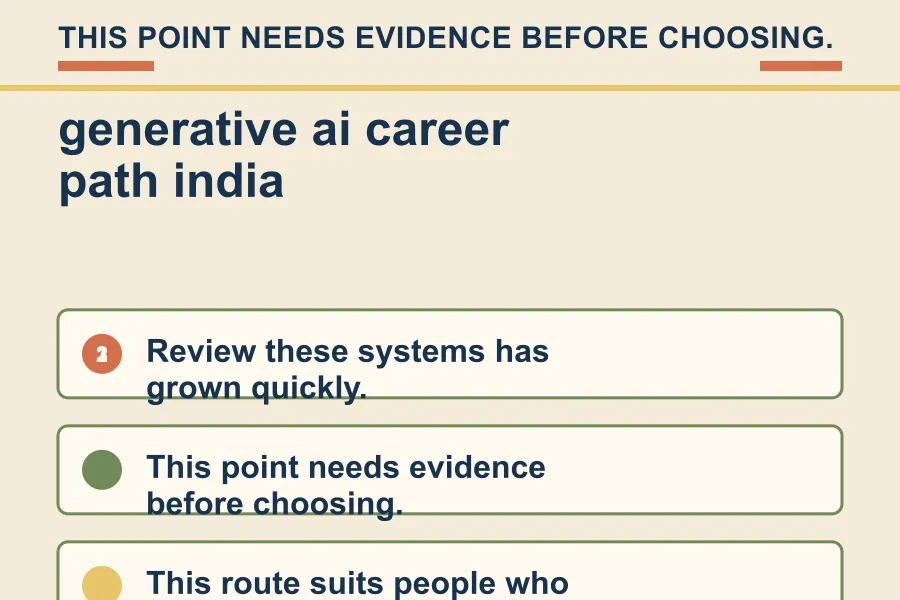 THIS POINT NEEDS EVIDENCE BEFORE CHOOSING.
generative ai career
path india
Review these systems has
grown quickly.
This point needs evidence
before choosing.
This route suits people who